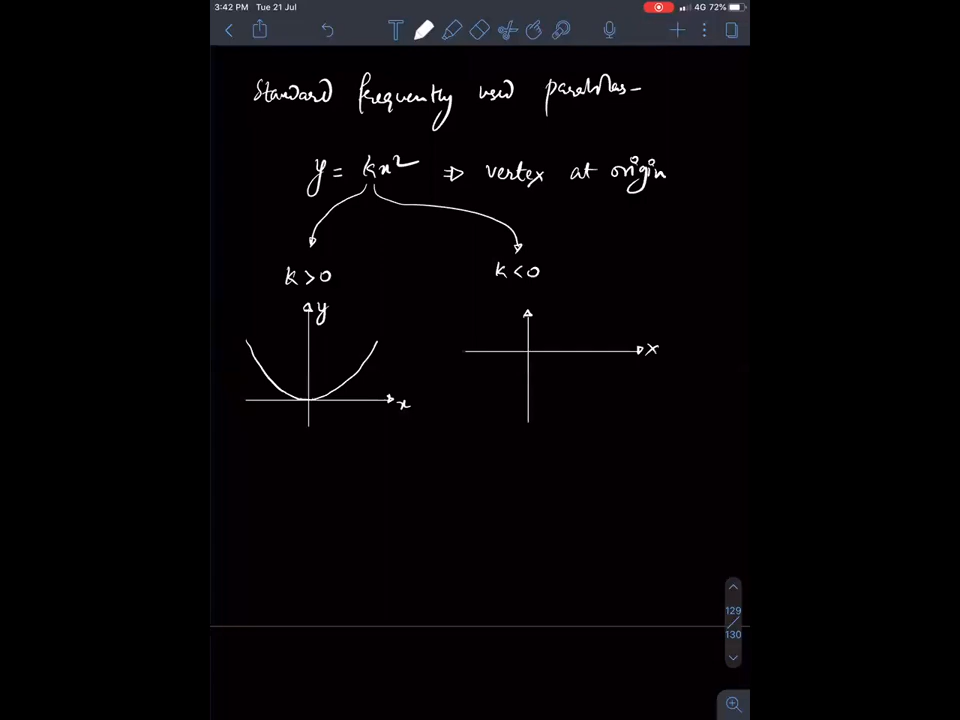 3:42 PM Tue 21 Jul 4G 72%
T
Standard frequently used parabolas-
y = kx² ⇒ vertex at origin
k > 0 k < 0
y
x
x
129
130